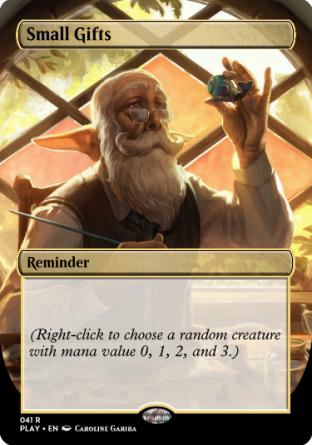 Small Gifts
Reminder
(Right-click to choose a random creature
with mana value 0, 1, 2, and 3.)
041 R
PLAY • EN Caroline Gariba